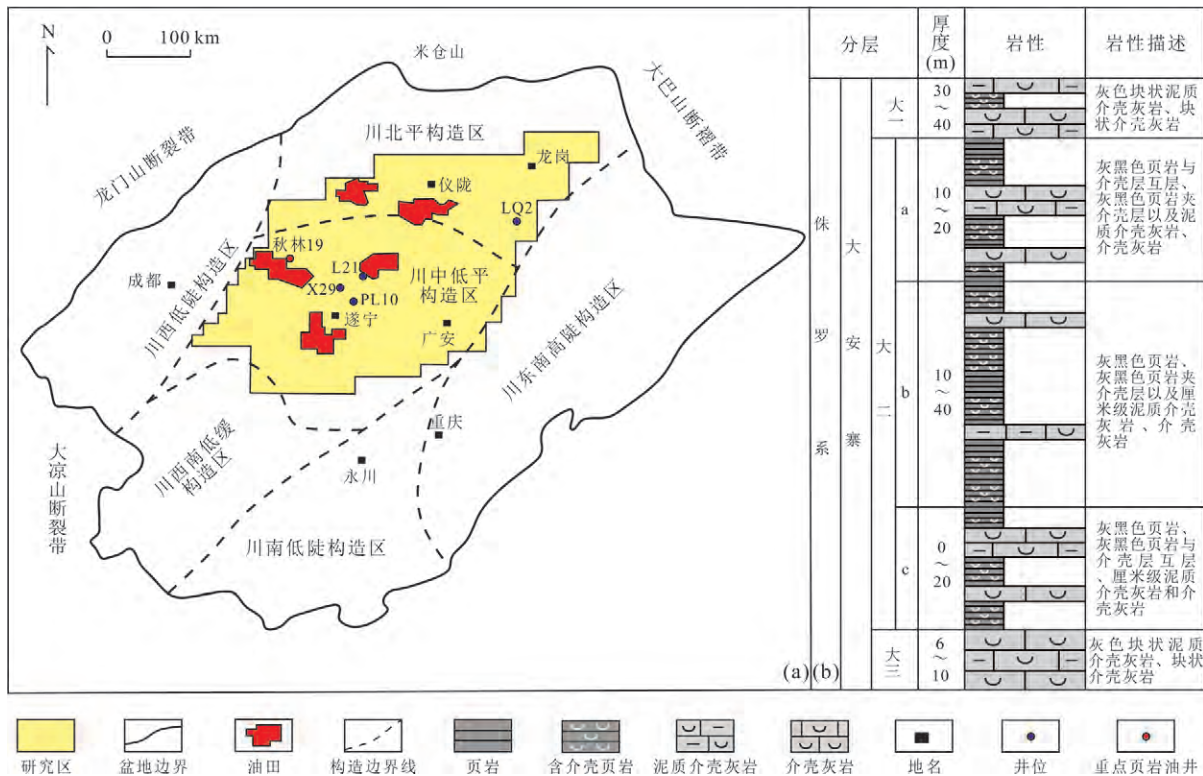 N
0 100 km
米仓山
大巴山断褶带
龙门山断裂带
川北平构造区
龙岗
仪陇
LQ2
秋林19
L21
川中低平
构造区
X29
PL10
成都
川西低陡构造区
遂宁
广安
川东南高陡构造区
重庆
川西南低缓
构造区
永川
大凉山断裂带
川南低陡构造区
(a)
(b)
分层
厚度(m)
岩性
岩性描述
侏罗系
大安寨
大一
30～40
灰色块状泥质
介壳灰岩、块
状介壳灰岩
大二
a
10～20
灰黑色页岩与
介壳层互层、
灰黑色页岩夹
介壳层以及泥
质介壳灰岩、
介壳灰岩
b
10～40
灰黑色页岩、
灰黑色页岩夹
介壳层以及厘
米级泥质介壳
灰岩、介壳
灰岩
c
0～20
灰黑色页岩、
灰黑色页岩与
介壳层互层
、厘米级泥质
介壳灰岩和介
壳灰岩
大三
6～10
灰色块状泥质
介壳灰岩、块状
介壳灰岩
研究区
盆地边界
油田
构造边界线
页岩
含介壳页岩
泥质介壳灰岩
介壳灰岩
地名
井位
重点页岩油井